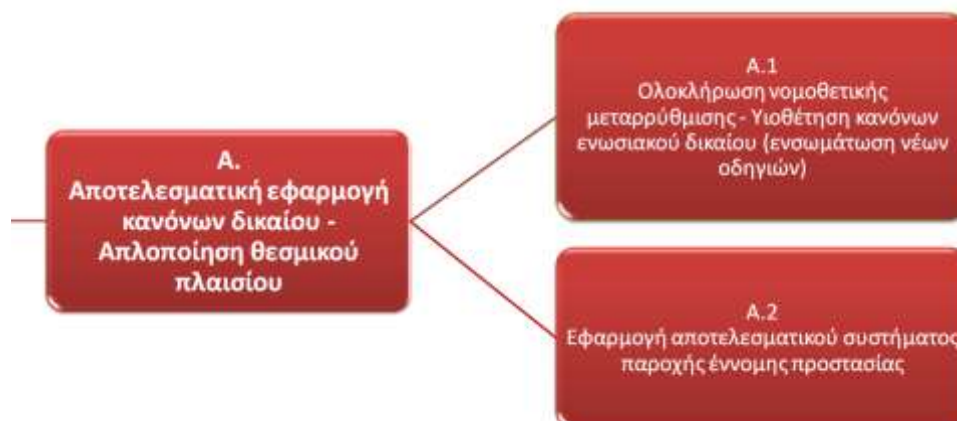 Α.
Αποτελεσματική εφαρμογή
κανόνων δικαίου -
Απλοποίηση θεσμικού
πλαισίου
Α.1
Ολοκλήρωση νομοθετικής
μεταρρύθμισης - Υιοθέτηση κανόνων
ενωσιακού δικαίου (ενσωμάτωση νέων
οδηγιών)
Α.2
Εφαρμογή αποτελεσματικού συστήματος
παροχής έννομης προστασίας